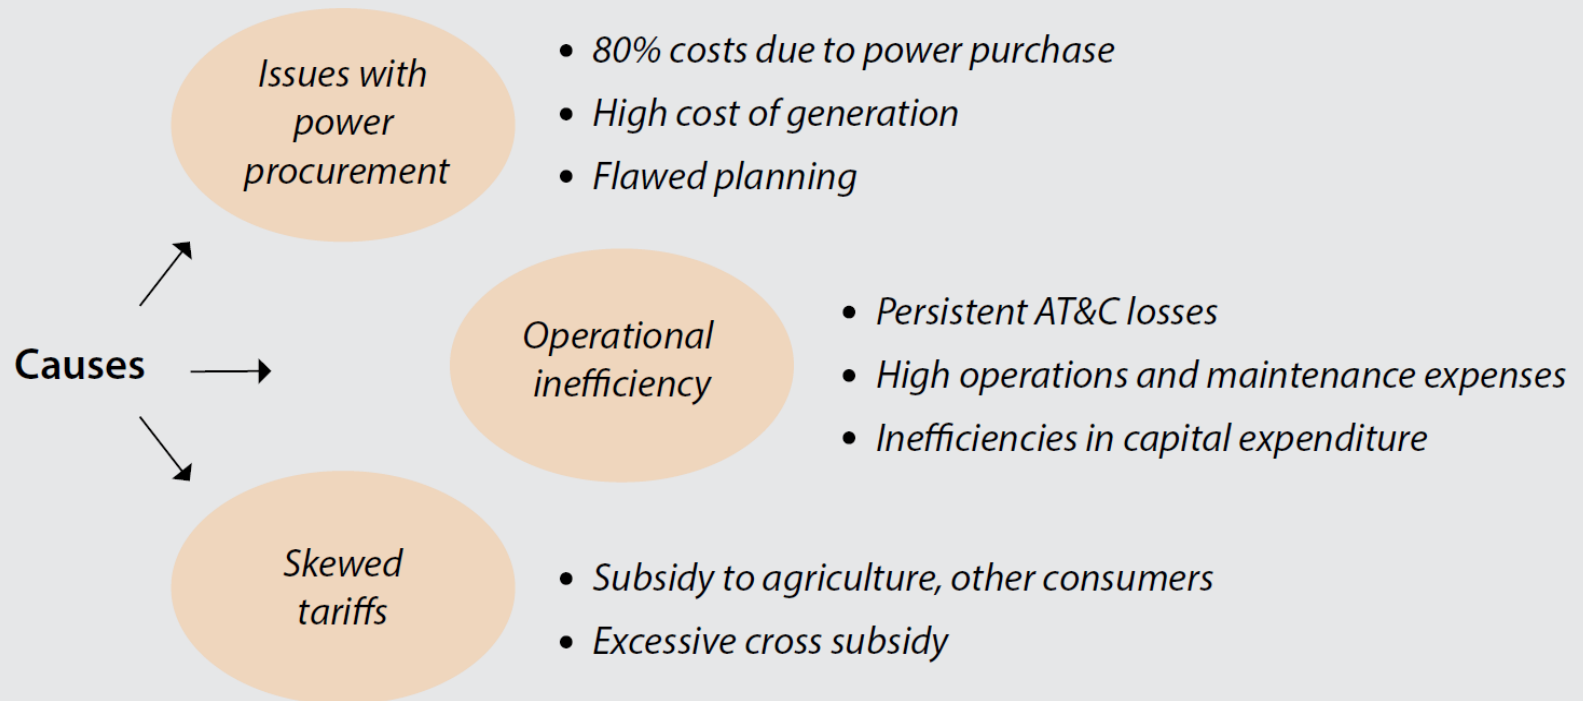 Issues with
power
procurement
• 80% costs due to power purchase
• High cost of generation
• Flawed planning
Causes
Operational
inefficiency
• Persistent AT&C losses
• High operations and maintenance expenses
• Inefficiencies in capital expenditure
Skewed
tariffs
• Subsidy to agriculture, other consumers
• Excessive cross subsidy